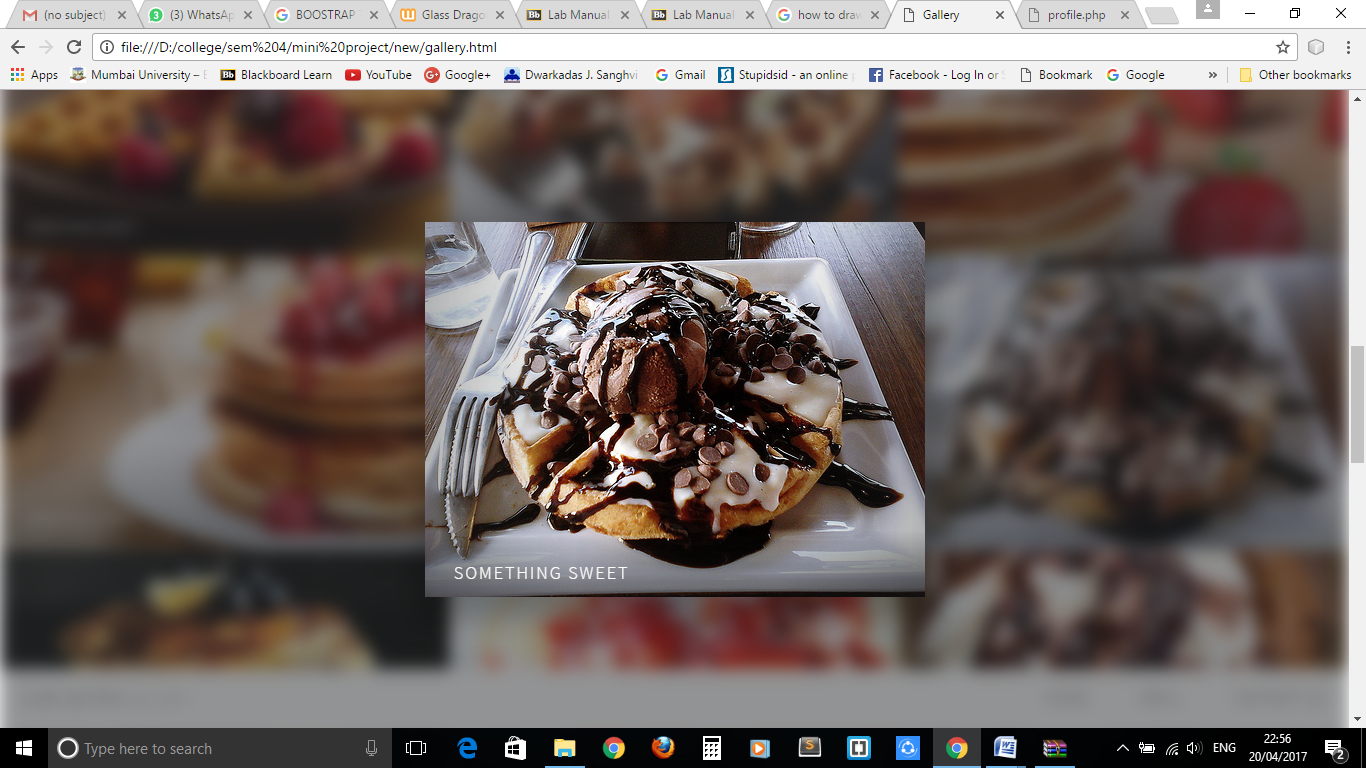 (no subject)
(3) WhatsAp
BOOSTRAP
Glass Drago
Lab Manual
Lab Manual
how to draw
Gallery
profile.php
file:///D:/college/sem%204/mini%20project/new/gallery.html
Apps
Mumbai University –
Blackboard Learn
YouTube
Google+
Dwarkadas J. Sanghvi
Gmail
Stupidsid - an online
Facebook - Log In or
Bookmark
Google
»
Other bookmarks
SOMETHING SWEET
Type here to search
ENG
22:56
20/04/2017
2